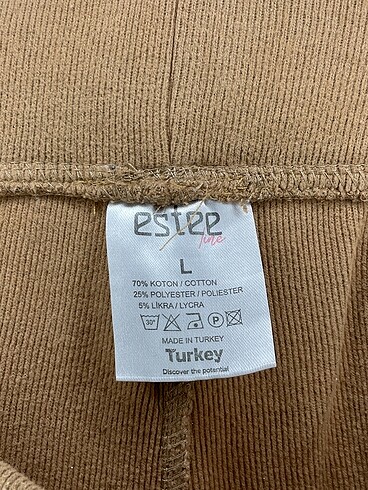 estee
line
L
70% KOTON / COTTON
25% POLYESTER / POLIESTER
5% LİKRA / LYCRA
30°
P
MADE IN TURKEY
Turkey
Discover the potential